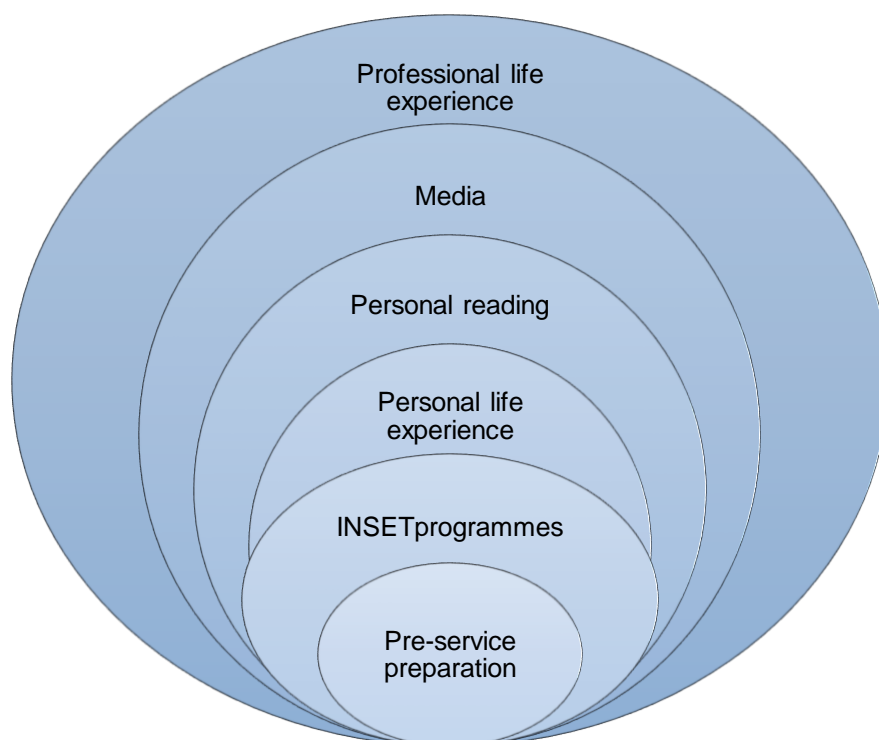 Professional life
experience
Media
Personal reading
Personal life
experience
INSETprogrammes
Pre-service
preparation